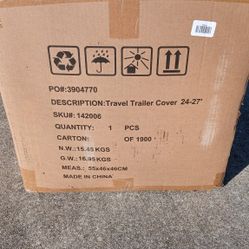 PO#:3904770
DESCRIPTION:Travel Trailer Cover 24-27'
SKU#: 142006
QUANTITY: 1 PCS
CARTON: OF 1900
N.W.: 15.45 KGS
G.W.: 16.95 KGS
MEAS.: 55x46x46CM
MADE IN CHINA